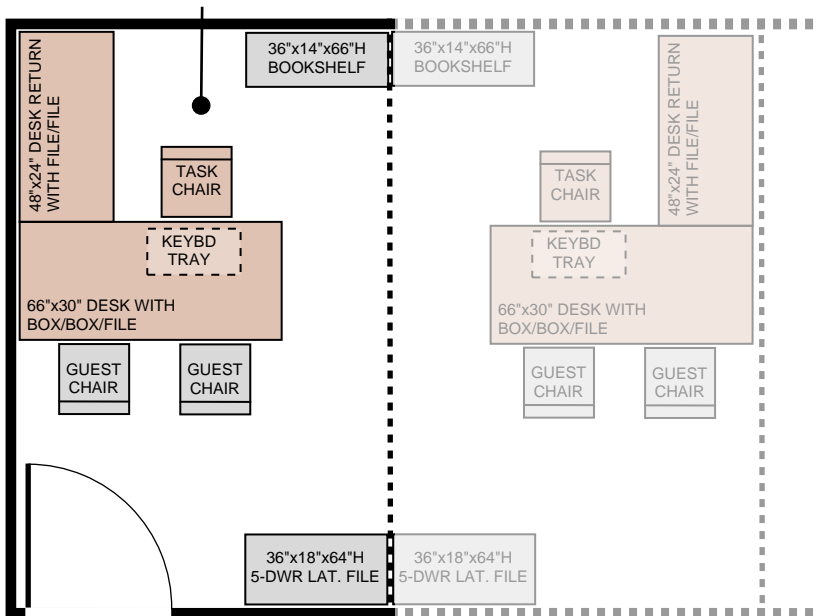 36"x14"x66"H
BOOKSHELF
36"x14"x66"H
BOOKSHELF
48"x24" DESK RETURN
WITH FILE/FILE
TASK
CHAIR
KEYBD
TRAY
66"x30" DESK WITH
BOX/BOX/FILE
GUEST
CHAIR
GUEST
CHAIR
36"x18"x64"H
5-DWR LAT. FILE
48"x24" DESK RETURN
WITH FILE/FILE
TASK
CHAIR
KEYBD
TRAY
66"x30" DESK WITH
BOX/BOX/FILE
GUEST
CHAIR
GUEST
CHAIR
36"x18"x64"H
5-DWR LAT. FILE